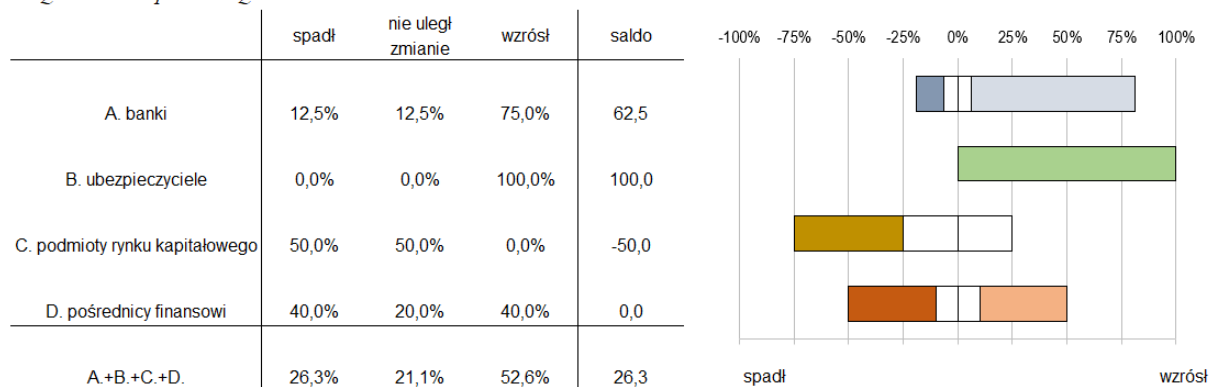 spadł nie uległ zmianie wzrósł saldo
A. banki 12,5% 12,5% 75,0% 62,5
B. ubezpieczyciele 0,0% 0,0% 100,0% 100,0
C. podmioty rynku kapitałowego 50,0% 50,0% 0,0% -50,0
D. pośrednicy finansowi 40,0% 20,0% 40,0% 0,0
A.+B.+C.+D. 26,3% 21,1% 52,6% 26,3
-100% -75% -50% -25% 0% 25% 50% 75% 100%
spadł wzrósł